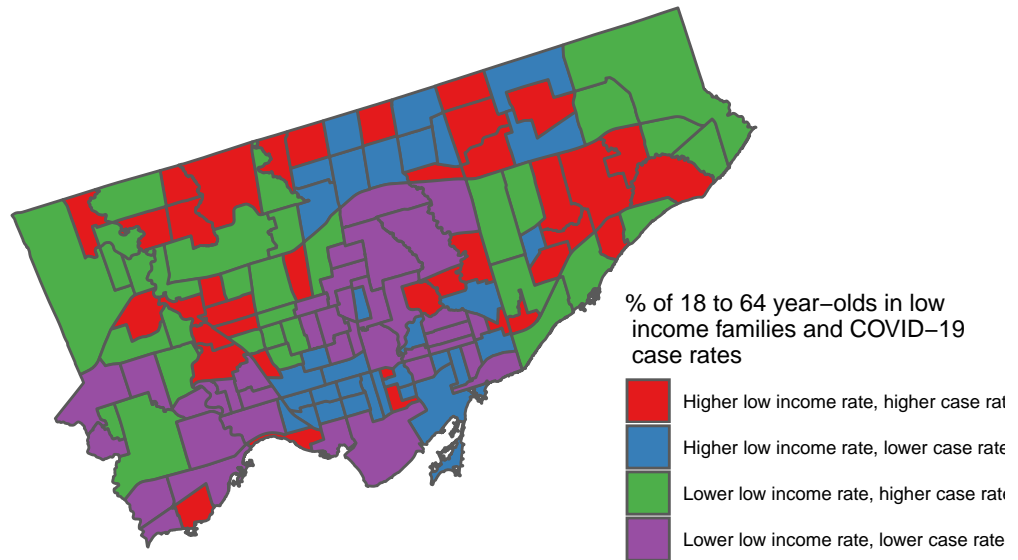 % of 18 to 64 year−olds in low
income families and COVID−19
case rates
Higher low income rate, higher case rat
Higher low income rate, lower case rate
Lower low income rate, higher case rate
Lower low income rate, lower case rate